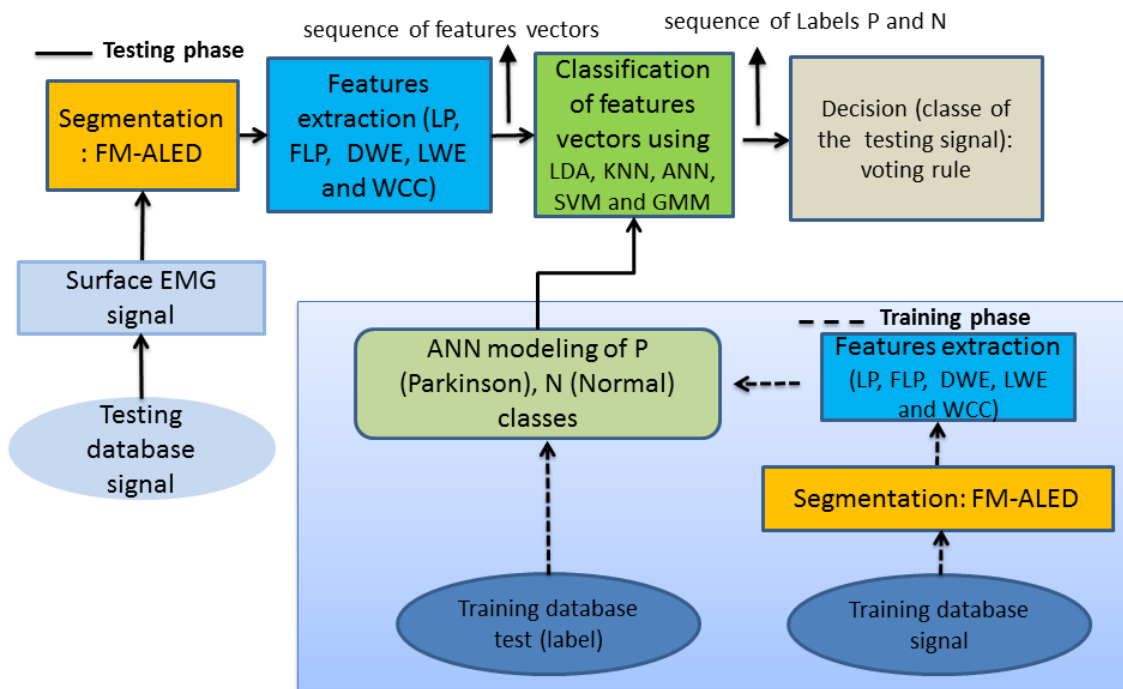 sequence of features vectors
sequence of Labels P and N
Testing phase
Segmentation
: FM-ALED
Features
extraction (LP,
FLP, DWE, LWE
and WCC)
Classification
of features
vectors using
LDA, KNN, ANN,
SVM and GMM
Decision (classe of
the testing signal):
voting rule
Surface EMG
signal
Testing
database
signal
Training phase
ANN modeling of P
(Parkinson), N (Normal)
classes
Features extraction
(LP, FLP, DWE, LWE
and WCC)
Segmentation: FM-ALED
Training database
test (label)
Training database
signal